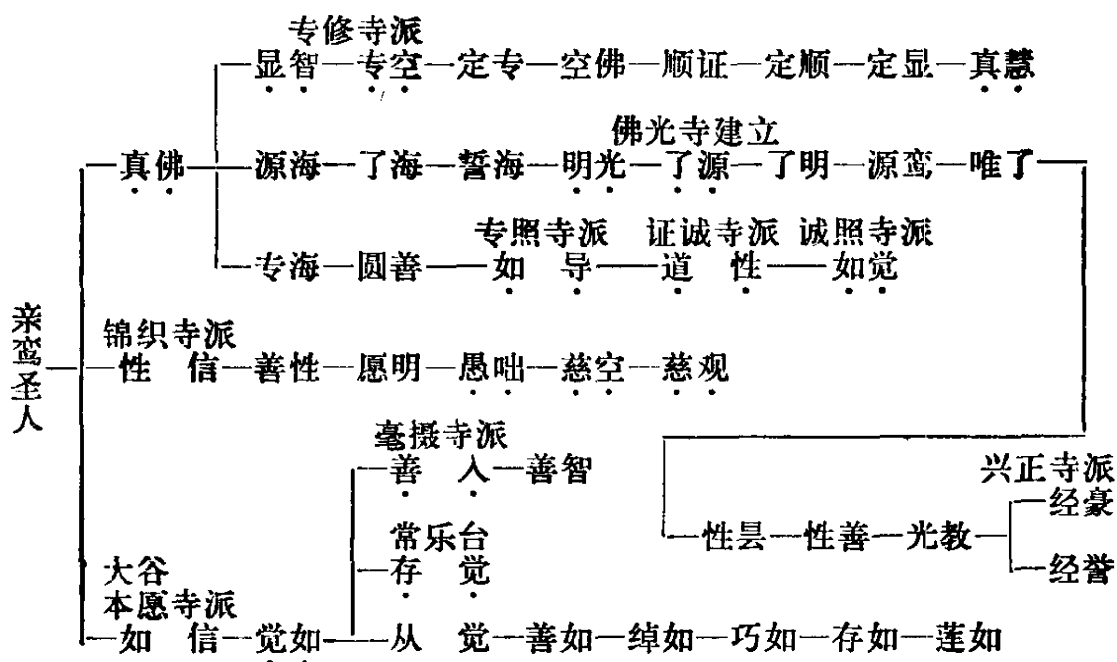 专修寺派
显智—专空—定专—空佛—顺证—定顺—定显—真慧
佛光寺建立
真佛—源海—了海—誓海—明光—了源—了明—源鸾—唯了
专照寺派 证诚寺派 诚照寺派
专海—圆善—如导—道性—如觉
亲鸾圣人
锦织寺派
性信—善性—愿明—愚咄—慈空—慈观
毫摄寺派
善入—善智
兴正寺派
经豪
常乐台
性昙—性善—光教
存觉
经誉
大谷
本愿寺派
如信—觉如—从觉—善如—绰如—巧如—存如—莲如